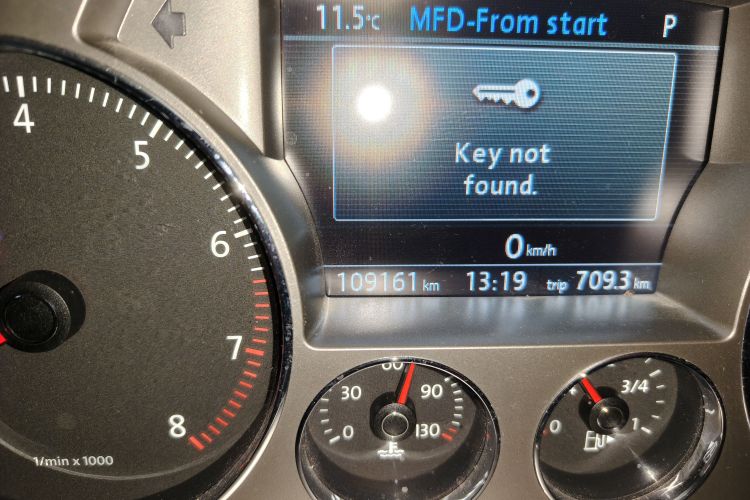 11.5°C MFD-From start P
Key not
found.
0 km/h
109161 km 13:19 trip 709.3 km
4
5
6
7
8
1/min x 1000
0 30 60 90 130
0 3/4 1